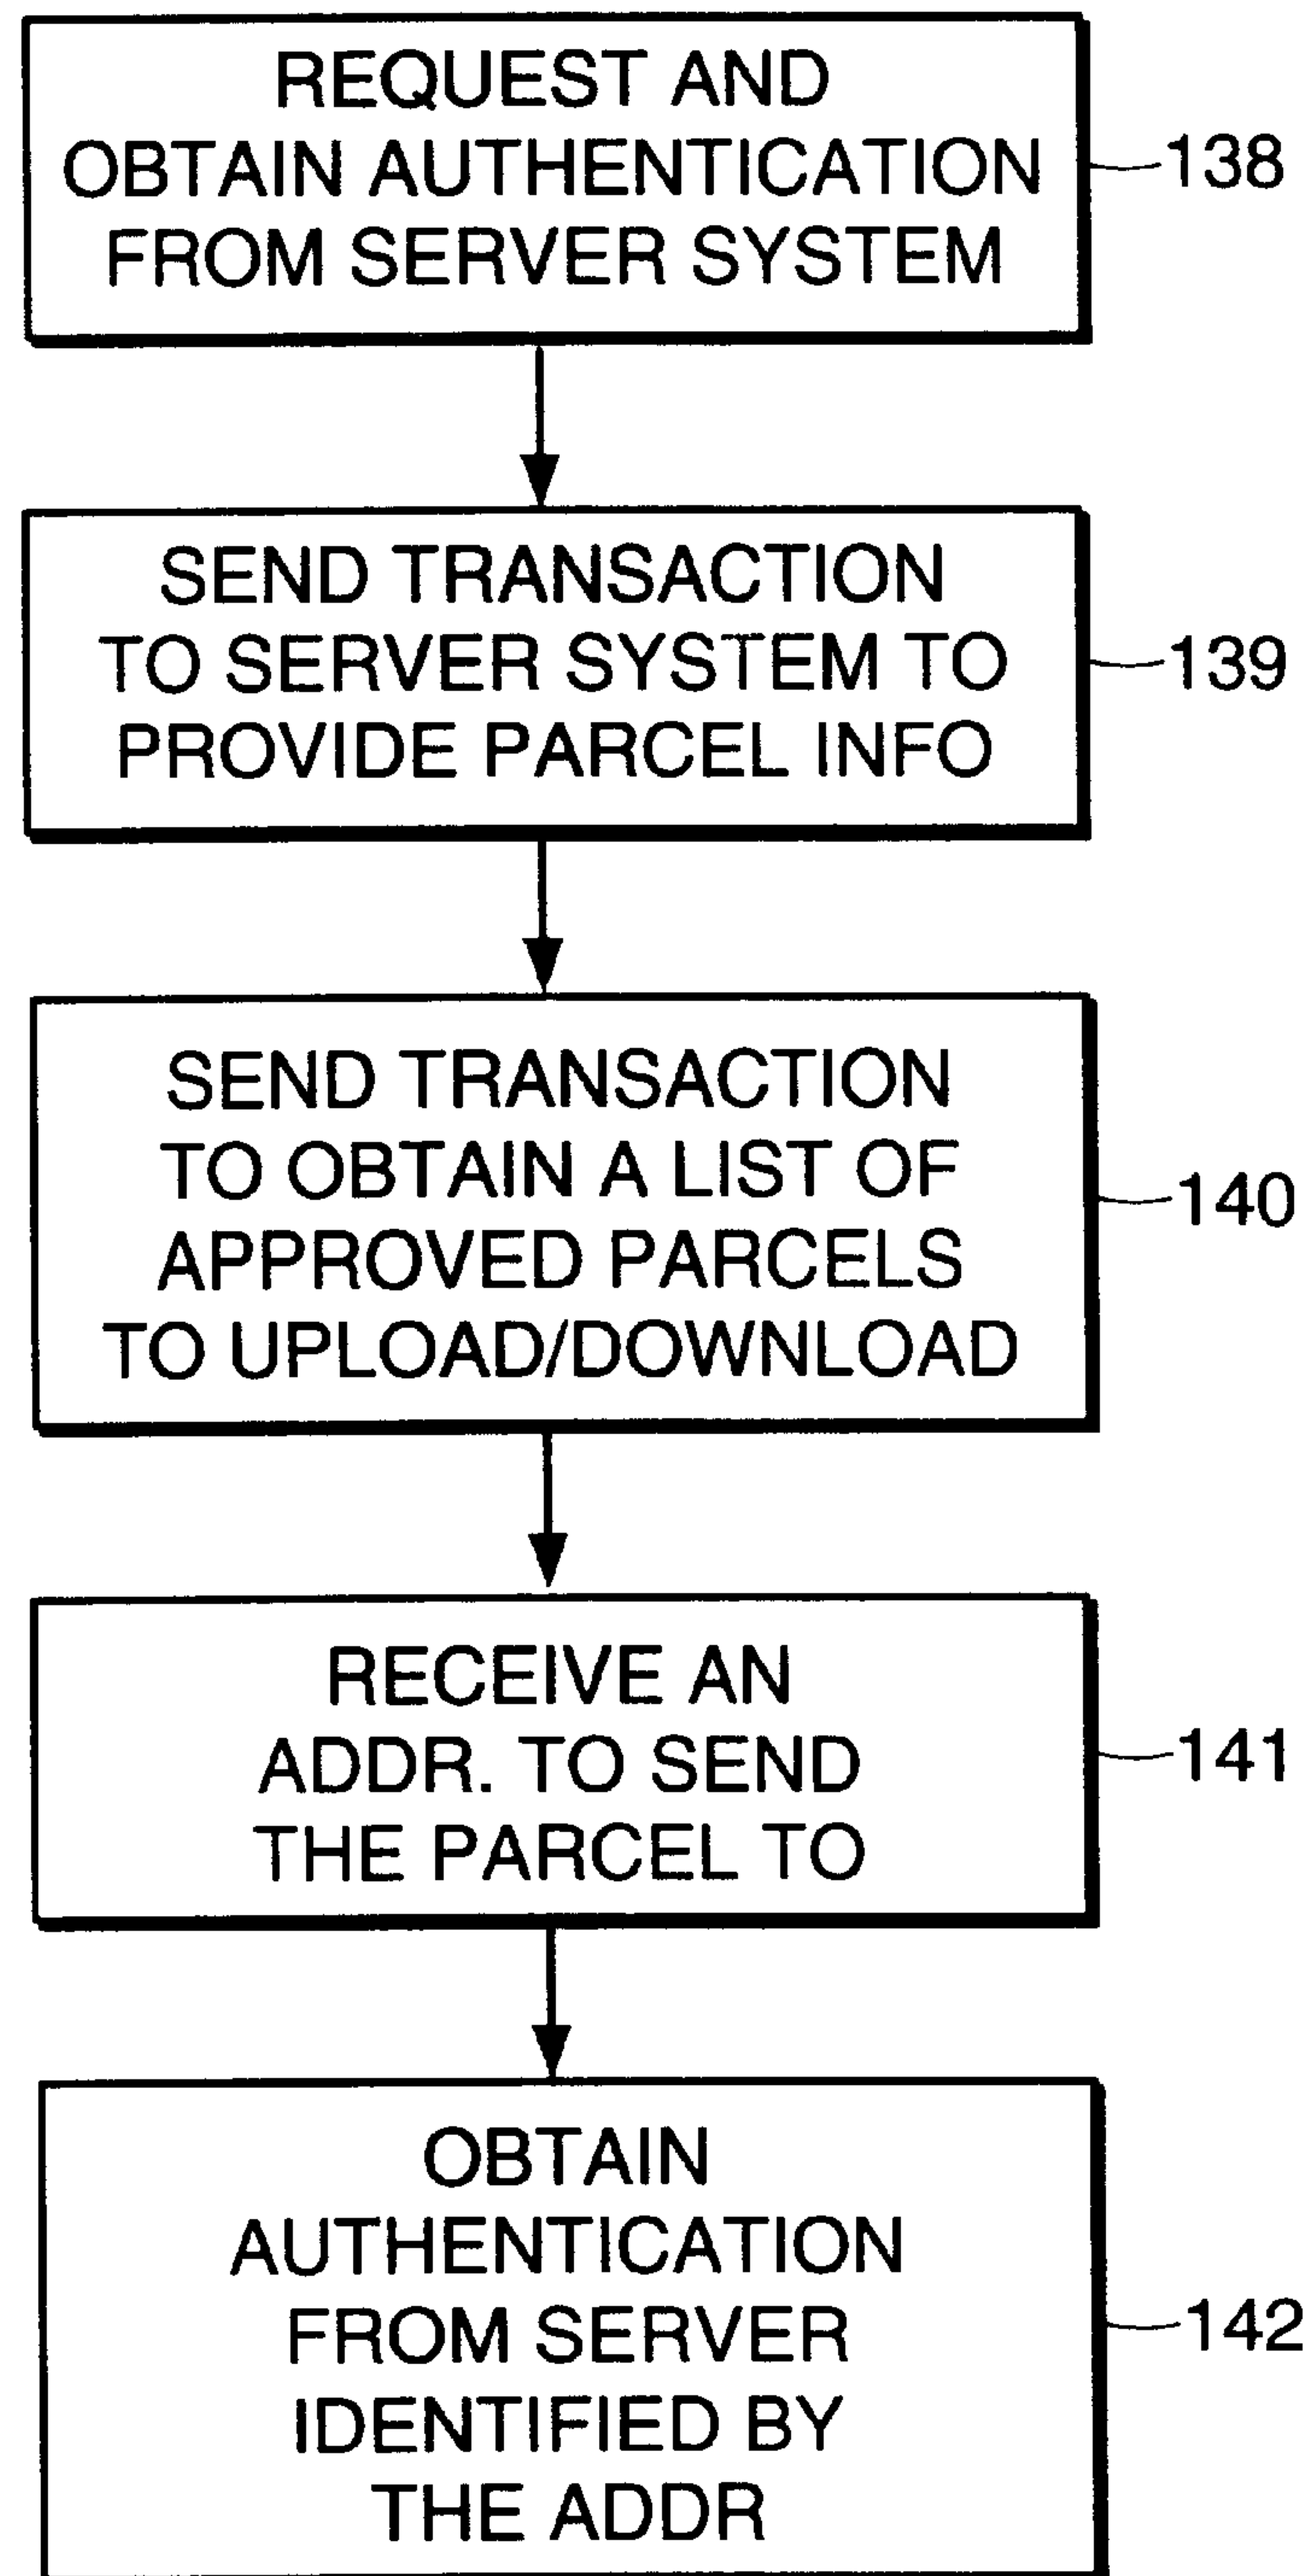 REQUEST AND
OBTAIN AUTHENTICATION
FROM SERVER SYSTEM
138
SEND TRANSACTION
TO SERVER SYSTEM TO
PROVIDE PARCEL INFO
139
SEND TRANSACTION
TO OBTAIN A LIST OF
APPROVED PARCELS
TO UPLOAD/DOWNLOAD
140
RECEIVE AN
ADDR. TO SEND
THE PARCEL TO
141
OBTAIN
AUTHENTICATION
FROM SERVER
IDENTIFIED BY
THE ADDR
142